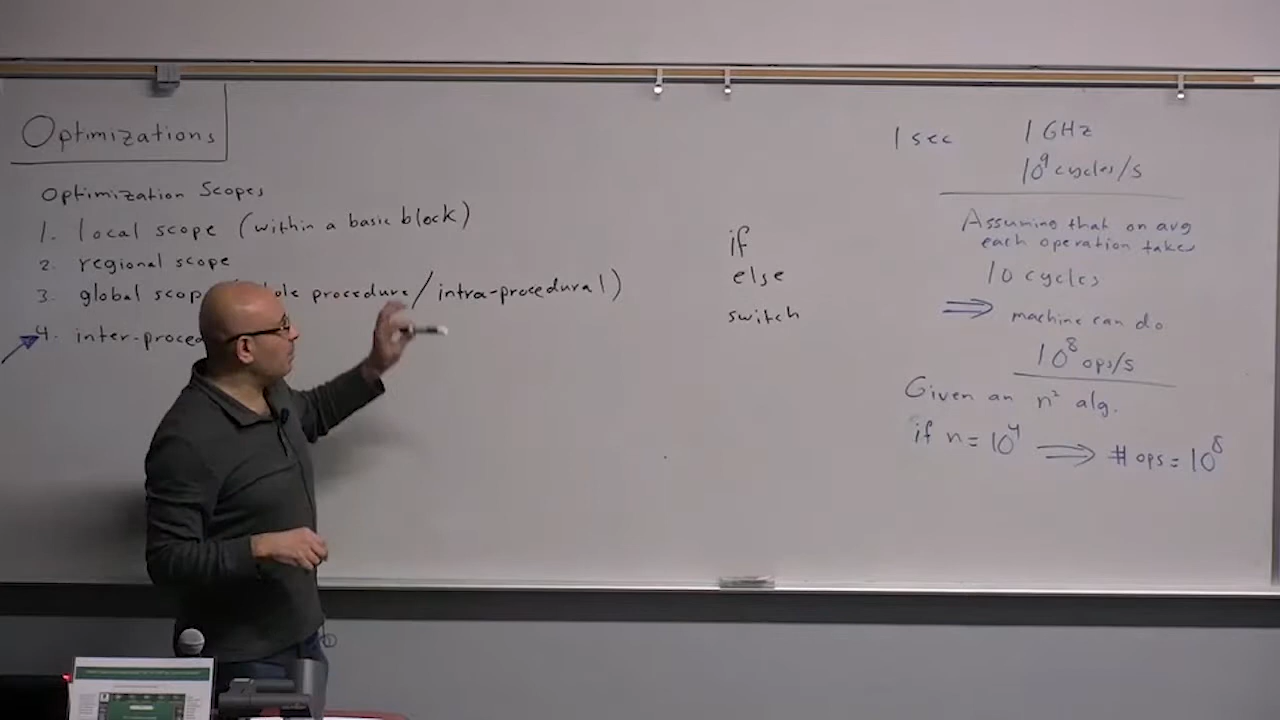 Optimizations
Optimization Scopes
1. local scope (within a basic block)
2. regional scope
3. global scop procedure/intra-procedural)
4. inter-proced
if
else
switch
1 sec 1 GHz
10⁹ cycles/s
Assuming that on avg
each operation takes
10 cycles
⇒ machine can do
10⁸ ops/s
Given an n² alg.
if n = 10⁴ ⇒ # ops = 10⁸